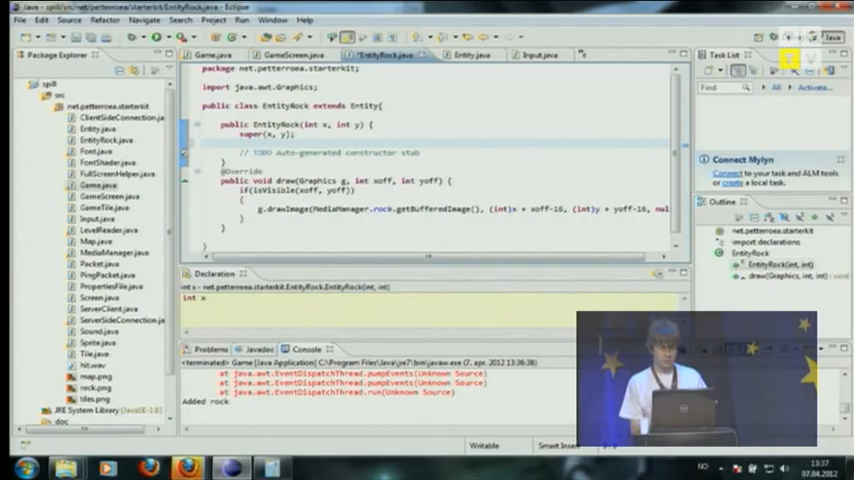 Java - spill/src/net/petterroea/starterkit/EntityRock.java - Eclipse
File Edit Source Refactor Navigate Search Project Run Window Help
Java
Package Explorer
Game.java GameScreen.java *EntityRock.java Entity.java Input.java
Task List
spill
src
net.petterroea.starterkit
ClientSideConnection.ja
Entity.java
EntityRock.java
Font.java
FontShader.java
FullScreenHelper.java
Game.java
GameScreen.java
GameTile.java
Input.java
LevelReader.java
Map.java
MediaManager.java
Packet.java
PingPacket.java
PropertiesFile.java
Screen.java
ServerClient.java
ServerSideConnection.ja
Sound.java
Sprite.java
Tile.java
hit.wav
map.png
rock.png
tiles.png
JRE System Library [JavaSE-1.6]
doc
package net.petterroea.starterkit;
import java.awt.Graphics;
public class EntityRock extends Entity{
public EntityRock(int x, int y) {
super(x, y);
// TODO Auto-generated constructor stub
}
@Override
public void draw(Graphics g, int xoff, int yoff) {
if(isVisible(xoff, yoff))
{
g.drawImage(MediaManager.rock.getBufferedImage(), (int)x + xoff-16, (int)y + yoff-16, nul
}
}
}
Find All Activate...
Connect Mylyn
Connect to your task and ALM tools
or create a local task.
Outline
net.petterroea.starterkit
import declarations
EntityRock
EntityRock(int, int)
draw(Graphics, int, int) : void
Declaration
int x - net.petterroea.starterkit.EntityRock.EntityRock(int, int)
int x
Problems Javadoc Console
<terminated> Game [Java Application] C:\Program Files\Java\jre7\bin\javaw.exe (7. apr. 2012 13:36:38)
at java.awt.EventDispatchThread.pumpEvents(Unknown Source)
at java.awt.EventDispatchThread.pumpEvents(Unknown Source)
at java.awt.EventDispatchThread.run(Unknown Source)
Added rock
Writable Smart Insert
NO
13:37
07.04.2012